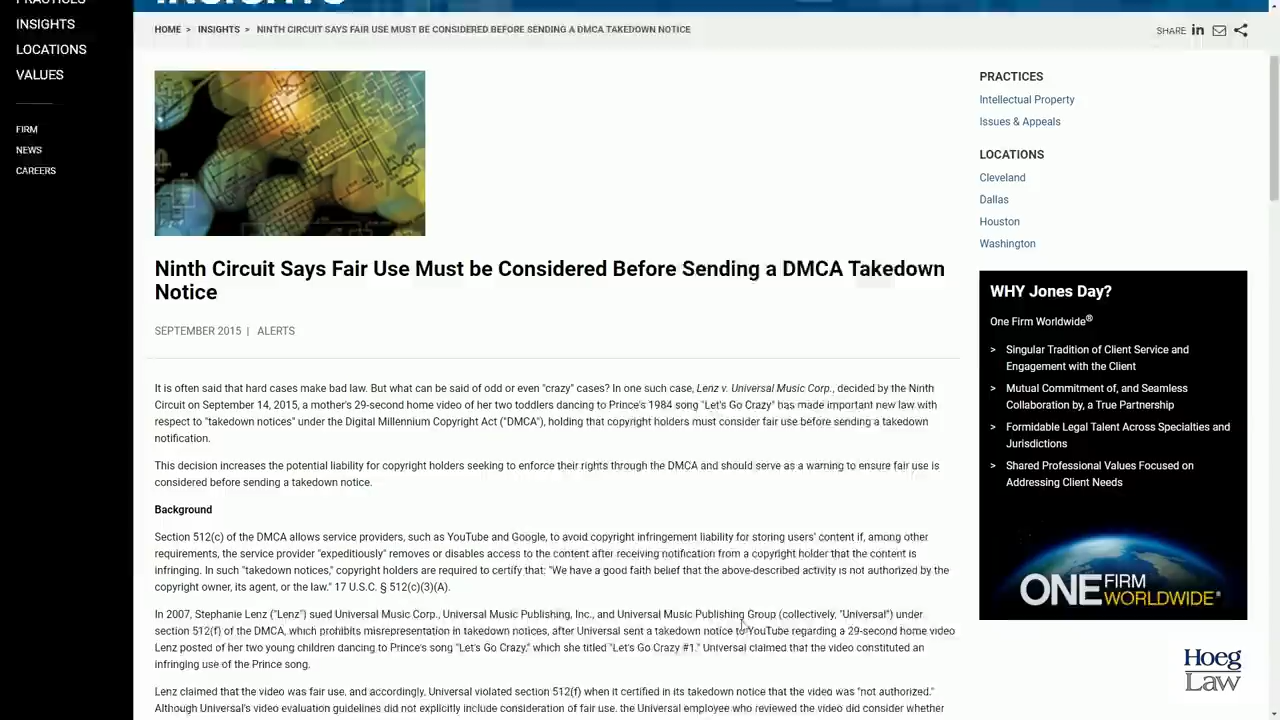 PRACTICES
INSIGHTS
LOCATIONS
VALUES
FIRM
NEWS
CAREERS
INSIGHTS
HOME > INSIGHTS > NINTH CIRCUIT SAYS FAIR USE MUST BE CONSIDERED BEFORE SENDING A DMCA TAKEDOWN NOTICE
SHARE in
Ninth Circuit Says Fair Use Must be Considered Before Sending a DMCA Takedown
Notice
SEPTEMBER 2015 | ALERTS
It is often said that hard cases make bad law. But what can be said of odd or even "crazy" cases? In one such case, Lenz v. Universal Music Corp., decided by the Ninth
Circuit on September 14, 2015, a mother's 29-second home video of her two toddlers dancing to Prince's 1984 song "Let's Go Crazy" has made important new law with
respect to "takedown notices" under the Digital Millennium Copyright Act ("DMCA"), holding that copyright holders must consider fair use before sending a takedown
notification.
This decision increases the potential liability for copyright holders seeking to enforce their rights through the DMCA and should serve as a warning to ensure fair use is
considered before sending a takedown notice.
Background
Section 512(c) of the DMCA allows service providers, such as YouTube and Google, to avoid copyright infringement liability for storing users' content if, among other
requirements, the service provider "expeditiously" removes or disables access to the content after receiving notification from a copyright holder that the content is
infringing. In such "takedown notices," copyright holders are required to certify that: "We have a good faith belief that the above-described activity is not authorized by the
copyright owner, its agent, or the law." 17 U.S.C. § 512(c)(3)(A).
In 2007, Stephanie Lenz ("Lenz") sued Universal Music Corp., Universal Music Publishing, Inc., and Universal Music Publishing Group (collectively, "Universal") under
section 512(f) of the DMCA, which prohibits misrepresentation in takedown notices, after Universal sent a takedown notice to YouTube regarding a 29-second home video
Lenz posted of her two young children dancing to Prince's song "Let's Go Crazy," which she titled "Let's Go Crazy #1." Universal claimed that the video constituted an
infringing use of the Prince song.
Lenz claimed that the video was fair use, and accordingly, Universal violated section 512(f) when it certified in its takedown notice that the video was "not authorized."
Although Universal's video evaluation guidelines did not explicitly include consideration of fair use, the Universal employee who reviewed the video did consider whether
PRACTICES
Intellectual Property
Issues & Appeals
LOCATIONS
Cleveland
Dallas
Houston
Washington
WHY Jones Day?
One Firm Worldwide®
> Singular Tradition of Client Service and
Engagement with the Client
> Mutual Commitment of, and Seamless
Collaboration by, a True Partnership
> Formidable Legal Talent Across Specialties and
Jurisdictions
> Shared Professional Values Focused on
Addressing Client Needs
ONE FIRM
WORLDWIDE®
Hoeg
Law